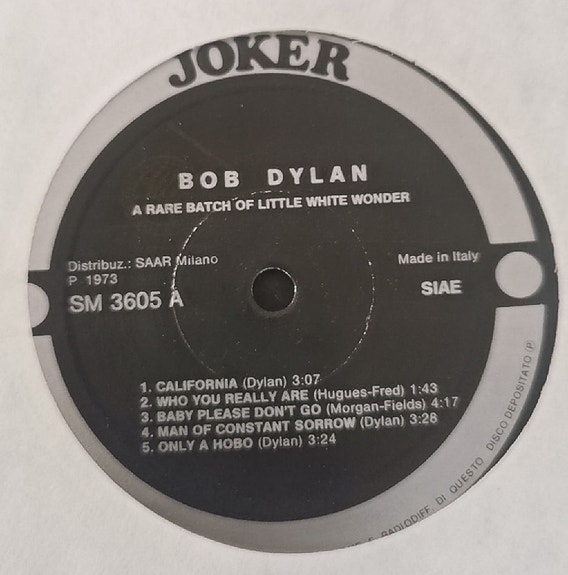 JOKER
BOB DYLAN
A RARE BATCH OF LITTLE WHITE WONDER
Distribuz.: SAAR Milano
P 1973
SM 3605 A
Made in Italy
SIAE
1. CALIFORNIA (Dylan) 3:07
2. WHO YOU REALLY ARE (Hugues-Fred) 1:43
3. BABY PLEASE DON'T GO (Morgan-Fields) 4:17
4. MAN OF CONSTANT SORROW (Dylan) 3:28
5. ONLY A HOBO (Dylan) 3:24
E RADIODIFF. DI QUESTO DISCO DEPOSITATO (P)